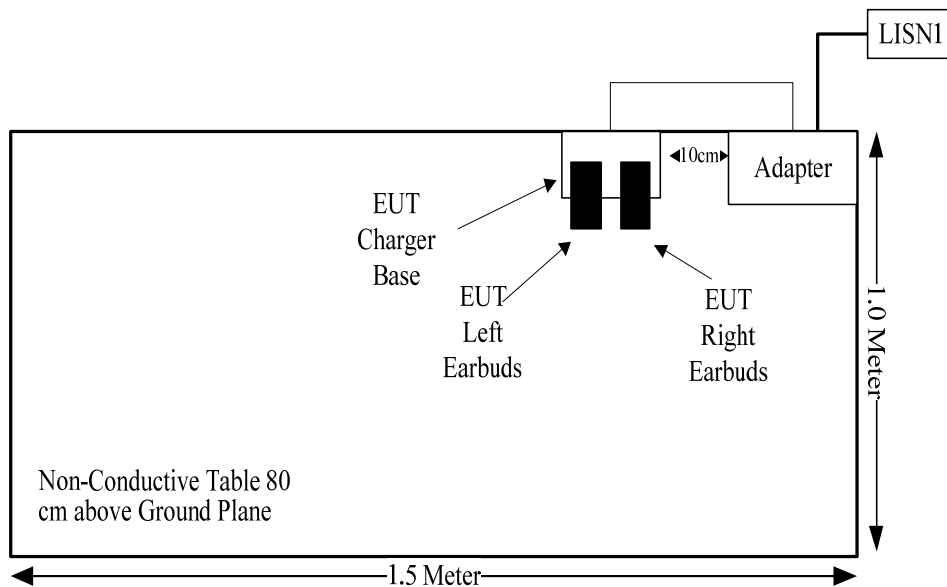 LISN1
10cm
Adapter
EUT
Charger
Base
EUT
Left
Earbuds
EUT
Right
Earbuds
1.0 Meter
Non-Conductive Table 80
cm above Ground Plane
1.5 Meter